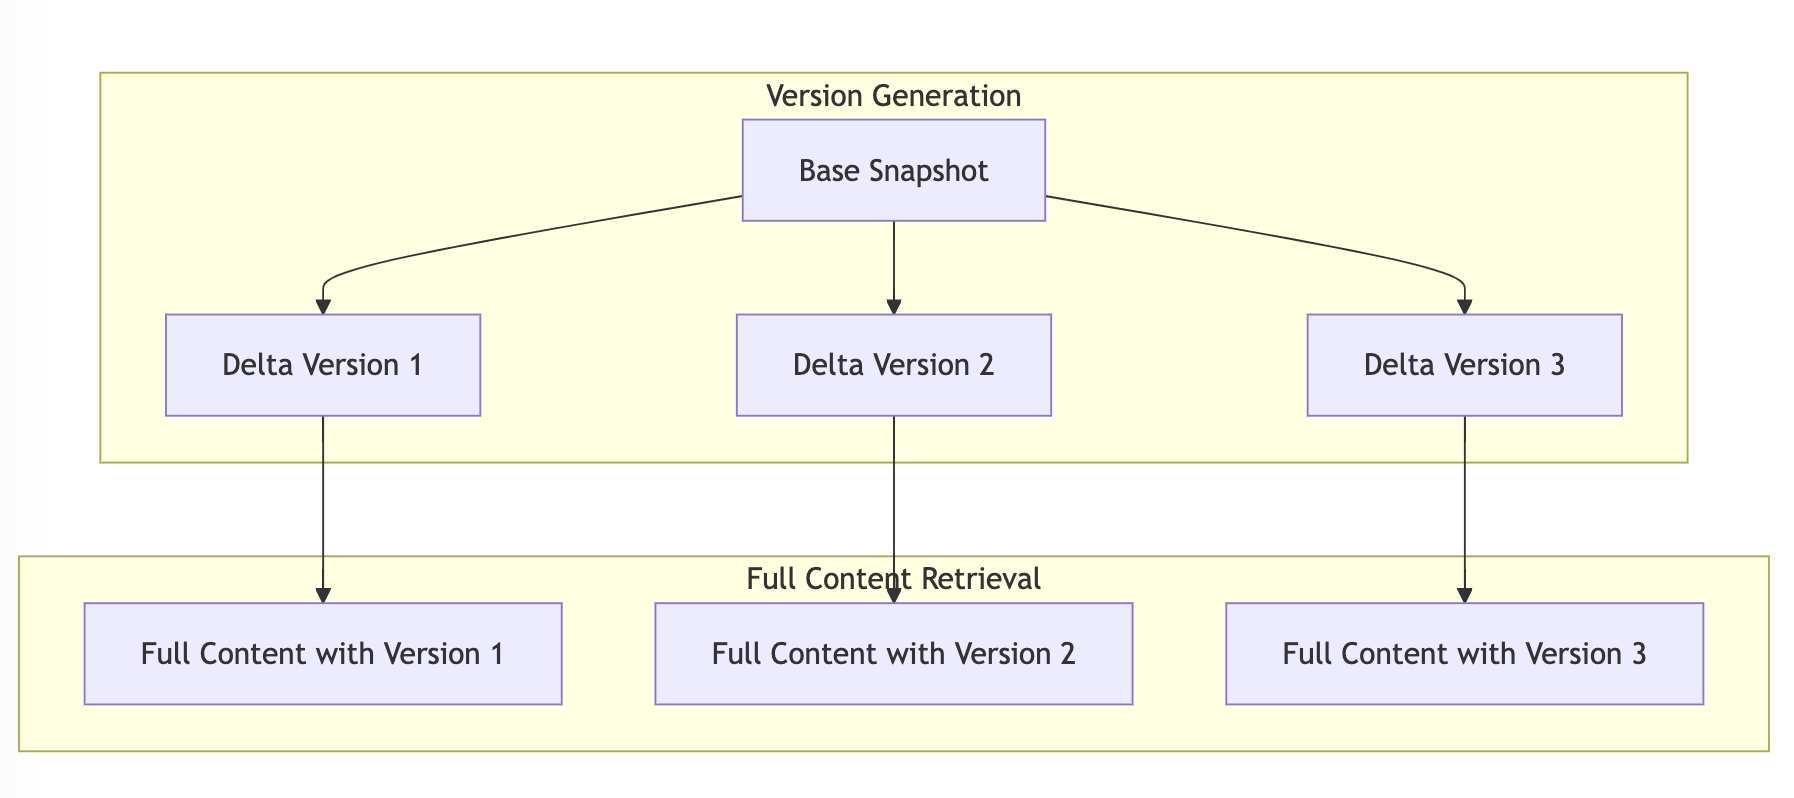 Version Generation
Base Snapshot
Delta Version 1
Delta Version 2
Delta Version 3
Full Content Retrieval
Full Content with Version 1
Full Content with Version 2
Full Content with Version 3